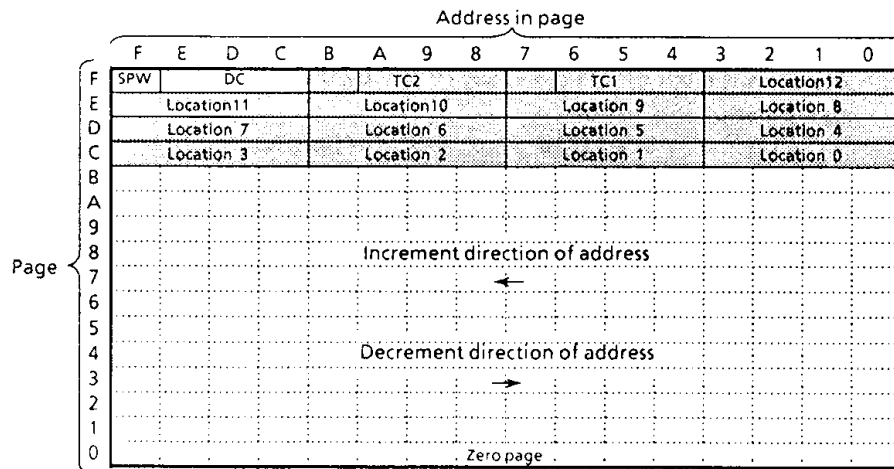 Address in page
F E D C B A 9 8 7 6 5 4 3 2 1 0
F SPW DC TC2 TC1 Location12
E Location11 Location10 Location 9 Location 8
D Location 7 Location 6 Location 5 Location 4
C Location 3 Location 2 Location 1 Location 0
B
A
9
8 Increment direction of address
Page
7 ←
6
5
4 Decrement direction of address
3 →
2
1
0 Zero page